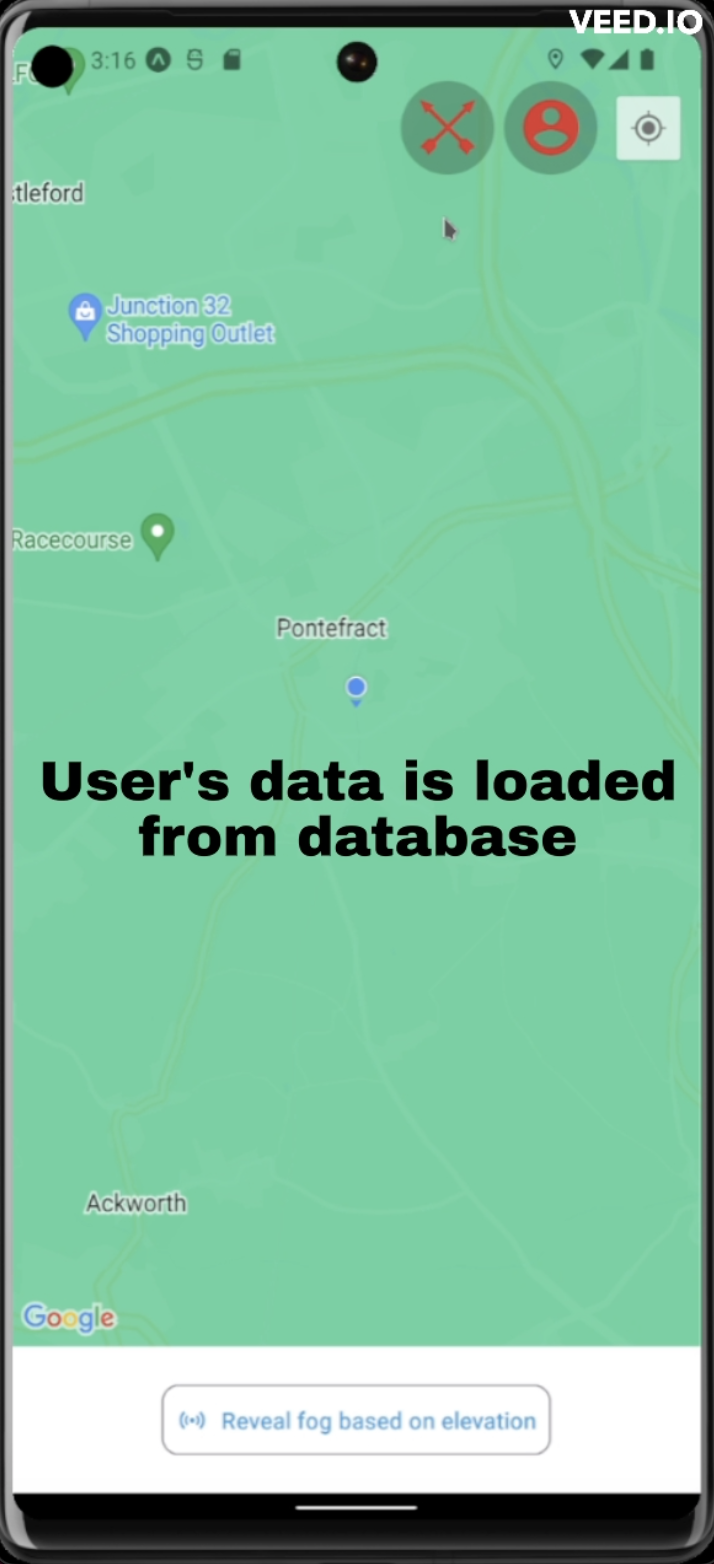 VEED.IO
3:16
tleford
Junction 32
Shopping Outlet
Racecourse
Pontefract
User's data is loaded
from database
Ackworth
Google
Reveal fog based on elevation